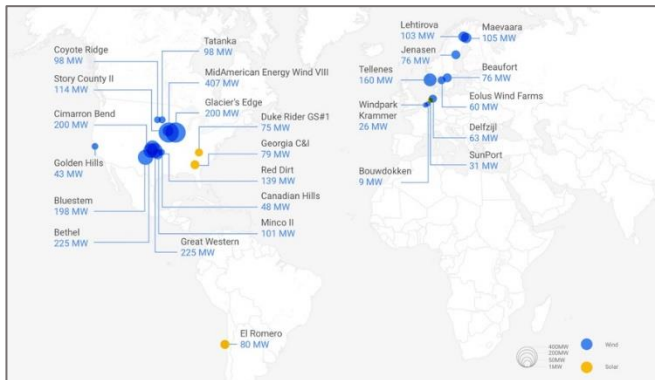 Coyote Ridge
98 MW
Tatanka
98 MW
Story County II
114 MW
MidAmerican Energy Wind VIII
407 MW
Cimarron Bend
200 MW
Glacier's Edge
200 MW
Duke Rider GS#1
75 MW
Georgia C&I
79 MW
Golden Hills
43 MW
Red Dirt
139 MW
Bluestem
198 MW
Canadian Hills
48 MW
Bethel
225 MW
Minco II
101 MW
Great Western
225 MW
El Romero
80 MW
Lehtirova
103 MW
Maevaara
105 MW
Jenasen
76 MW
Tellenes
160 MW
Beaufort
76 MW
Windpark
Krammer
26 MW
Eolus Wind Farms
60 MW
Delfzijl
63 MW
Bouwdokken
9 MW
SunPort
31 MW
400MW
200MW
50MW
1MW
Wind
Solar